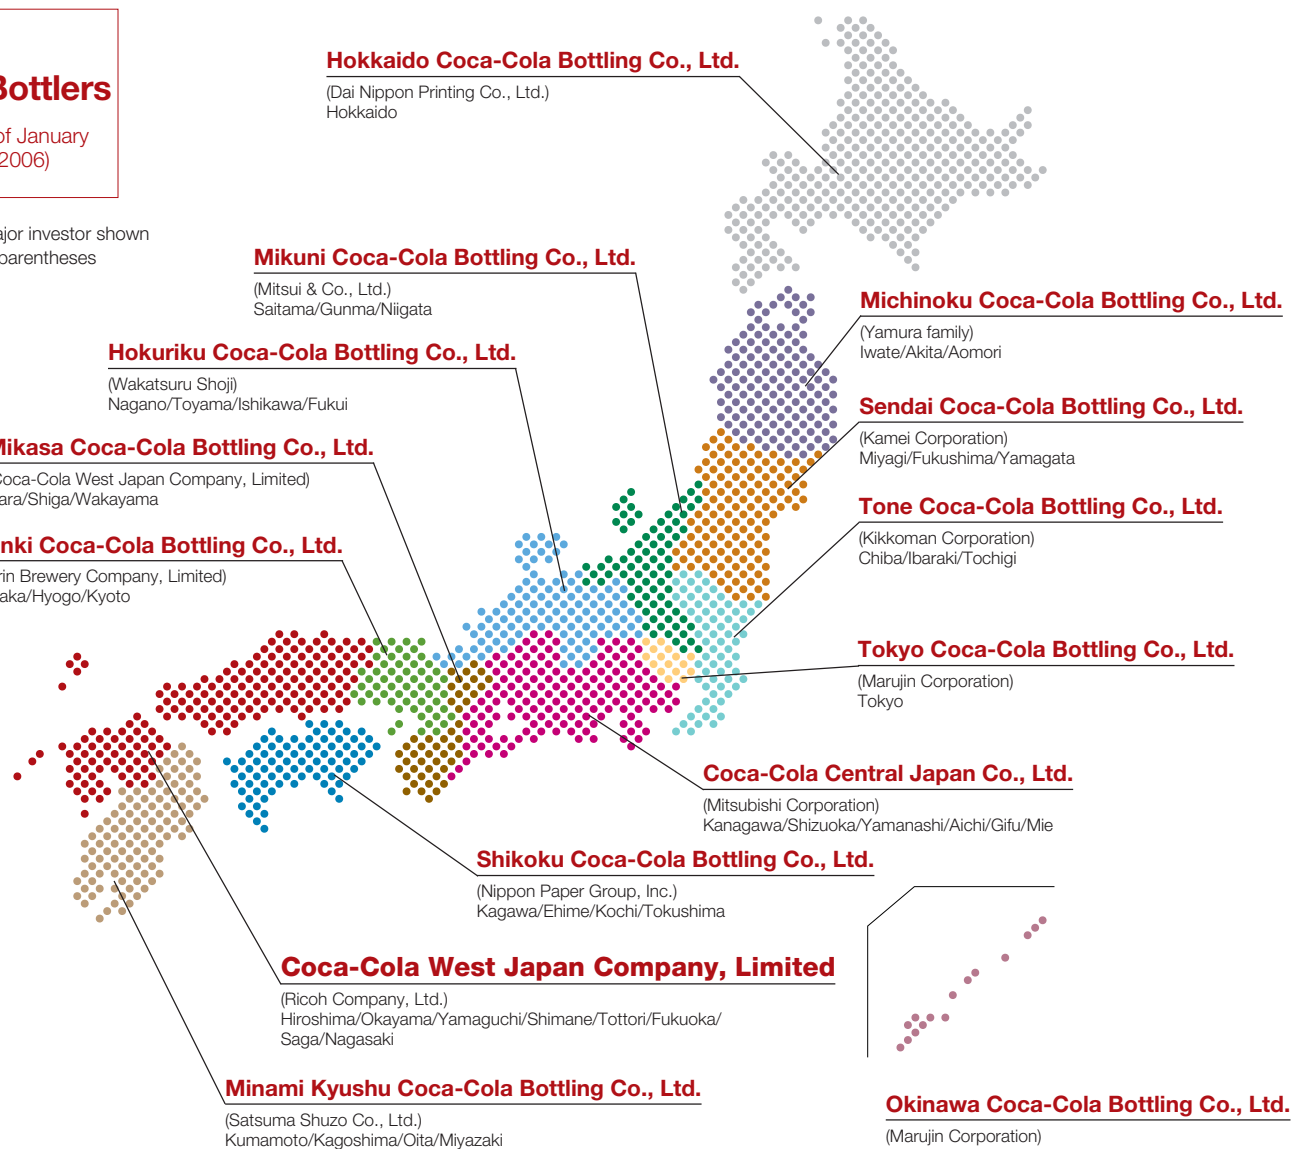 Bottlers
of January
2006)
jor investor shown
parentheses
Hokkaido Coca-Cola Bottling Co., Ltd.
(Dai Nippon Printing Co., Ltd.)
Hokkaido
Mikuni Coca-Cola Bottling Co., Ltd.
(Mitsui & Co., Ltd.)
Saitama/Gunma/Niigata
Michinoku Coca-Cola Bottling Co., Ltd.
(Yamura family)
Iwate/Akita/Aomori
Hokuriku Coca-Cola Bottling Co., Ltd.
(Wakatsuru Shoji)
Nagano/Toyama/Ishikawa/Fukui
Sendai Coca-Cola Bottling Co., Ltd.
(Kamei Corporation)
Miyagi/Fukushima/Yamagata
Mikasa Coca-Cola Bottling Co., Ltd.
Coca-Cola West Japan Company, Limited)
ara/Shiga/Wakayama
Tone Coca-Cola Bottling Co., Ltd.
(Kikkoman Corporation)
Chiba/Ibaraki/Tochigi
nki Coca-Cola Bottling Co., Ltd.
rin Brewery Company, Limited)
aka/Hyogo/Kyoto
Tokyo Coca-Cola Bottling Co., Ltd.
(Marujin Corporation)
Tokyo
Coca-Cola Central Japan Co., Ltd.
(Mitsubishi Corporation)
Kanagawa/Shizuoka/Yamanashi/Aichi/Gifu/Mie
Shikoku Coca-Cola Bottling Co., Ltd.
(Nippon Paper Group, Inc.)
Kagawa/Ehime/Kochi/Tokushima
Coca-Cola West Japan Company, Limited
(Ricoh Company, Ltd.)
Hiroshima/Okayama/Yamaguchi/Shimane/Tottori/Fukuoka/
Saga/Nagasaki
Minami Kyushu Coca-Cola Bottling Co., Ltd.
(Satsuma Shuzo Co., Ltd.)
Kumamoto/Kagoshima/Oita/Miyazaki
Okinawa Coca-Cola Bottling Co., Ltd.
(Marujin Corporation)